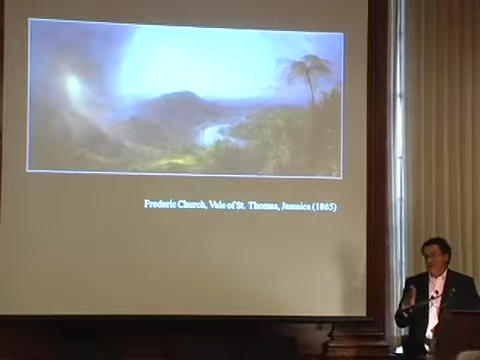 Frederic Church, Vale of St. Thomas, Jamaica (1865)